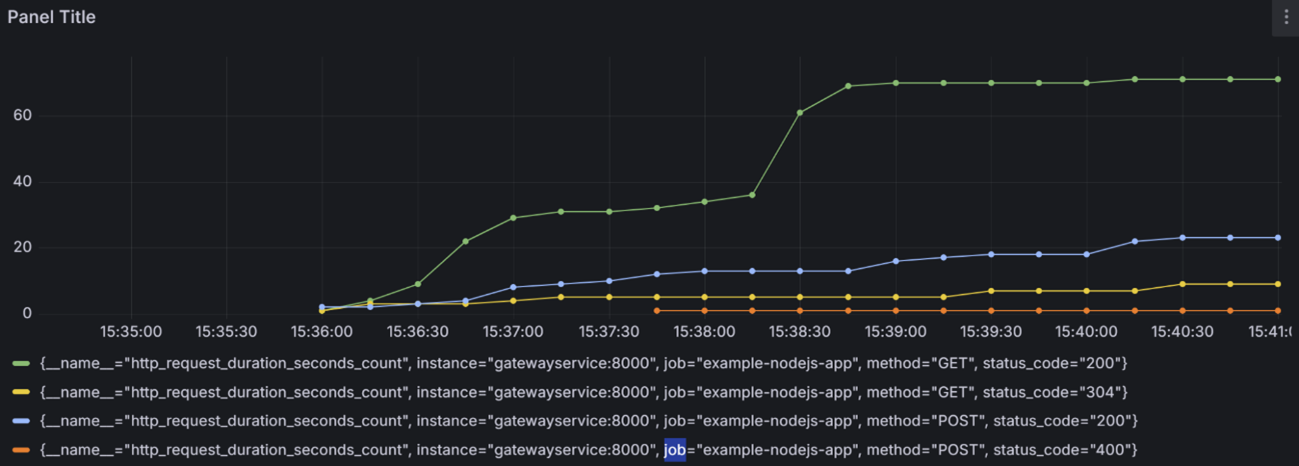 Panel Title
60
40
20
0
15:35:00 15:35:30 15:36:00 15:36:30 15:37:00 15:37:30 15:38:00 15:38:30 15:39:00 15:39:30 15:40:00 15:40:30 15:41:0
{__name__="http_request_duration_seconds_count", instance="gatewayservice:8000", job="example-nodejs-app", method="GET", status_code="200"}
{__name__="http_request_duration_seconds_count", instance="gatewayservice:8000", job="example-nodejs-app", method="GET", status_code="304"}
{__name__="http_request_duration_seconds_count", instance="gatewayservice:8000", job="example-nodejs-app", method="POST", status_code="200"}
{__name__="http_request_duration_seconds_count", instance="gatewayservice:8000", job="example-nodejs-app", method="POST", status_code="400"}